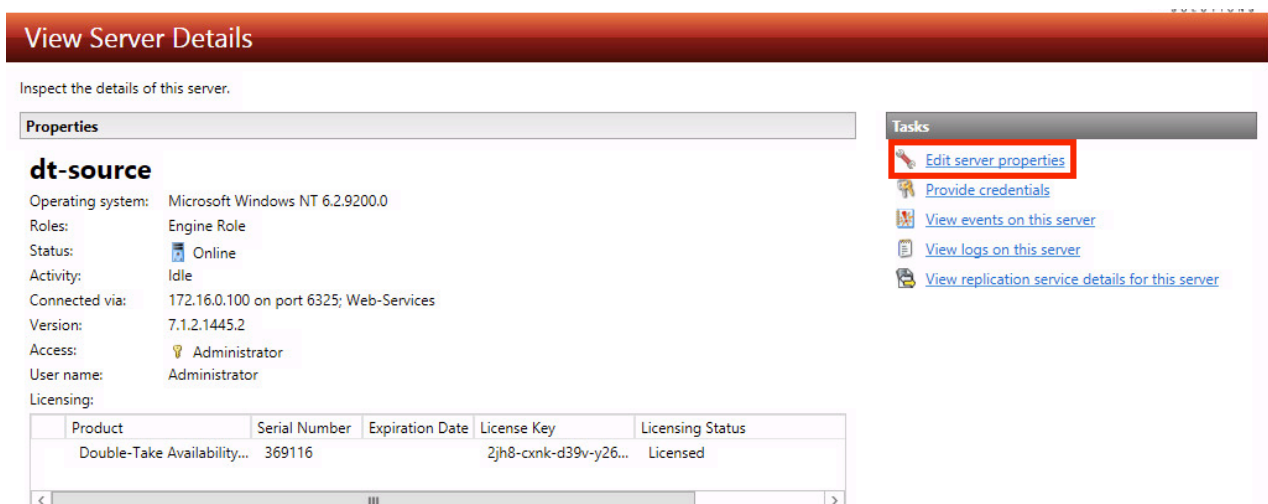 View Server Details
Inspect the details of this server.
Properties
dt-source
Operating system: Microsoft Windows NT 6.2.9200.0
Roles: Engine Role
Status: Online
Activity: Idle
Connected via: 172.16.0.100 on port 6325; Web-Services
Version: 7.1.2.1445.2
Access: Administrator
User name: Administrator
Licensing:
Product Serial Number Expiration Date License Key Licensing Status
Double-Take Availability... 369116 2jh8-cxnk-d39v-y26... Licensed
Tasks
Edit server properties
Provide credentials
View events on this server
View logs on this server
View replication service details for this server